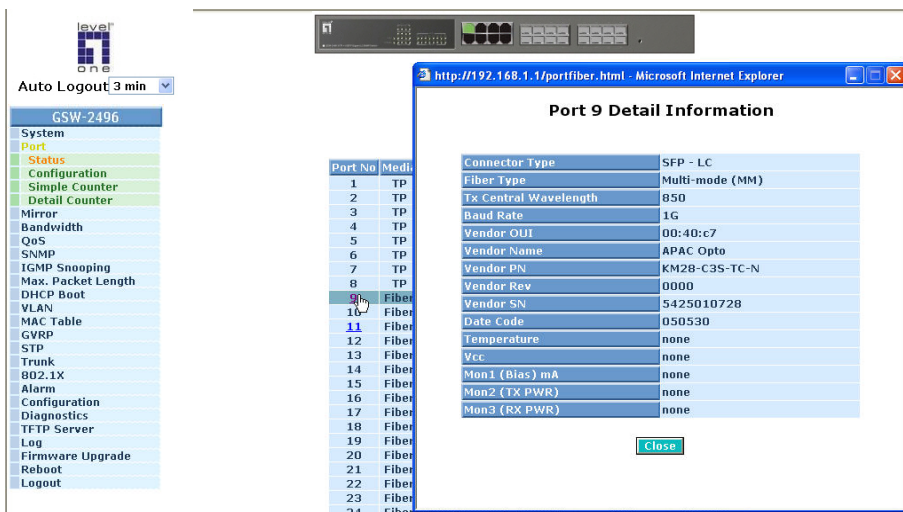 level
one
Auto Logout 3 min
GSW-2496
System
Port
Status
Configuration
Simple Counter
Detail Counter
Mirror
Bandwidth
QoS
SNMP
IGMP Snooping
Max. Packet Length
DHCP Boot
VLAN
MAC Table
GVRP
STP
Trunk
802.1X
Alarm
Configuration
Diagnostics
TFTP Server
Log
Firmware Upgrade
Reboot
Logout
Port No
1 TP
2 TP
3 TP
4 TP
5 TP
6 TP
7 TP
8 TP
9 Fiber
10 Fiber
11 Fiber
12 Fiber
13 Fiber
14 Fiber
15 Fiber
16 Fiber
17 Fiber
18 Fiber
19 Fiber
20 Fiber
21 Fiber
22 Fiber
23 Fiber
24 Fiber
http://192.168.1.1/portfiber.html - Microsoft Internet Explorer
Port 9 Detail Information
Connector Type SFP - LC
Fiber Type Multi-mode (MM)
Tx Central Wavelength 850
Baud Rate 1G
Vendor OUI 00:40:c7
Vendor Name APAC Opto
Vendor PN KM28-C3S-TC-N
Vendor Rev 0000
Vendor SN 5425010728
Date Code 050530
Temperature none
Vcc none
Mon1 (Bias) mA none
Mon2 (TX PWR) none
Mon3 (RX PWR) none
Close